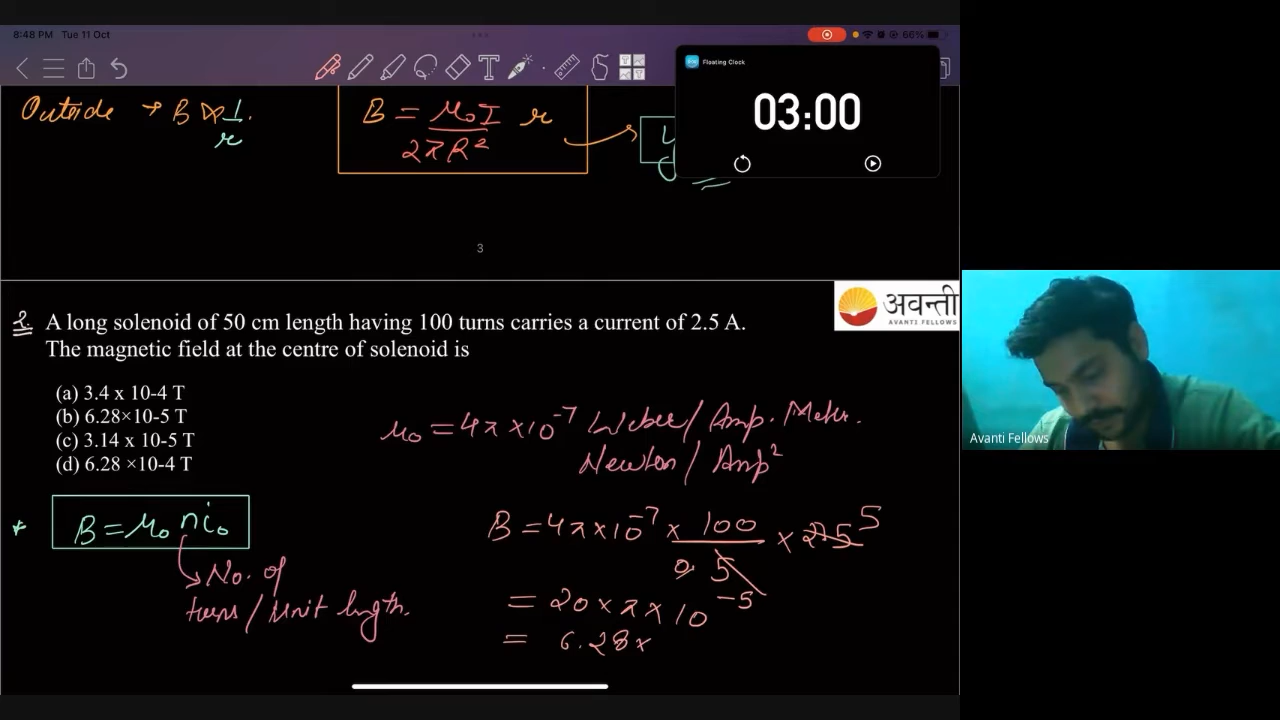 8:48 PM Tue 11 Oct
66%
Floating Clock
03:00
Outside → B ∝ 1/r.
B = μ₀I/2πR² r
3
अवन्ती
AVANTI FELLOWS
Q. A long solenoid of 50 cm length having 100 turns carries a current of 2.5 A.
The magnetic field at the centre of solenoid is
(a) 3.4 x 10-4 T
(b) 6.28×10-5 T
(c) 3.14 x 10-5 T
(d) 6.28 ×10-4 T
μ₀ = 4π×10⁻⁷ Weber/Amp. Meter.
Newton/Amp²
B = μ₀ n i₀
No. of
turns/unit length.
B = 4π×10⁻⁷ × 100/0.5 × 2.5 5
= 20×π×10⁻⁵
= 6.28×
Avanti Fellows